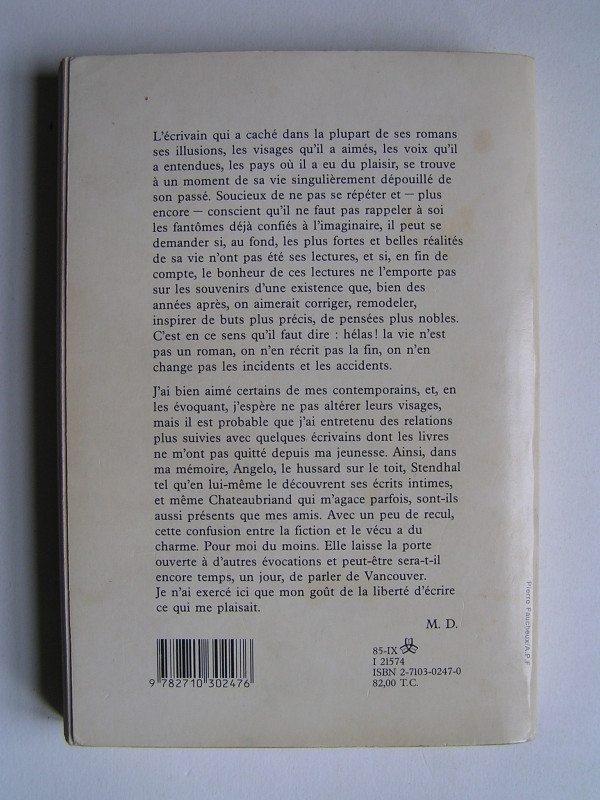 L'écrivain qui a caché dans la plupart de ses romans
ses illusions, les visages qu'il a aimés, les voix qu'il
a entendues, les pays où il a eu du plaisir, se trouve
à un moment de sa vie singulièrement dépouillé de
son passé. Soucieux de ne pas se répéter et — plus
encore — conscient qu'il ne faut pas rappeler à soi
les fantômes déjà confiés à l'imaginaire, il peut se
demander si, au fond, les plus fortes et belles réalités
de sa vie n'ont pas été ses lectures, et si, en fin de
compte, le bonheur de ces lectures ne l'emporte pas
sur les souvenirs d'une existence que, bien des
années après, on aimerait corriger, remodeler,
inspirer de buts plus précis, de pensées plus nobles.
C'est en ce sens qu'il faut dire : hélas! la vie n'est
pas un roman, on n'en récrit pas la fin, on n'en
change pas les incidents et les accidents.
J'ai bien aimé certains de mes contemporains, et, en
les évoquant, j'espère ne pas altérer leurs visages,
mais il est probable que j'ai entretenu des relations
plus suivies avec quelques écrivains dont les livres
ne m'ont pas quitté depuis ma jeunesse. Ainsi, dans
ma mémoire, Angelo, le hussard sur le toit, Stendhal
tel qu'en lui-même le découvrent ses écrits intimes,
et même Chateaubriand qui m'agace parfois, sont-ils
aussi présents que mes amis. Avec un peu de recul,
cette confusion entre la fiction et le vécu a du
charme. Pour moi du moins. Elle laisse la porte
ouverte à d'autres évocations et peut-être sera-t-il
encore temps, un jour, de parler de Vancouver.
Je n'ai exercé ici que mon goût de la liberté d'écrire
ce qui me plaisait.
M. D.
85-IX
I 21574
ISBN 2-7103-0247-0
82,00 T.C.
9 782710 302476
Pierre Faucheux/A.P.F